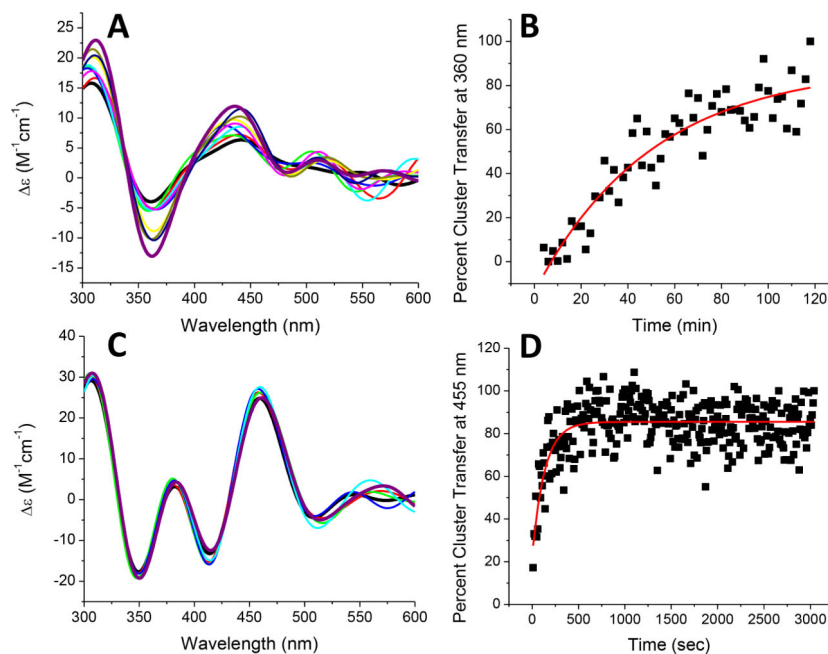 A
Δε (M⁻¹cm⁻¹)
25
20
15
10
5
0
-5
-10
-15
300 350 400 450 500 550 600
Wavelength (nm)
B
Percent Cluster Transfer at 360 nm
100
80
60
40
20
0
0 20 40 60 80 100 120
Time (min)
C
Δε (M⁻¹cm⁻¹)
40
30
20
10
0
-10
-20
300 350 400 450 500 550 600
Wavelength (nm)
D
Percent Cluster Transfer at 455 nm
120
100
80
60
40
20
0
0 500 1000 1500 2000 2500 3000
Time (sec)